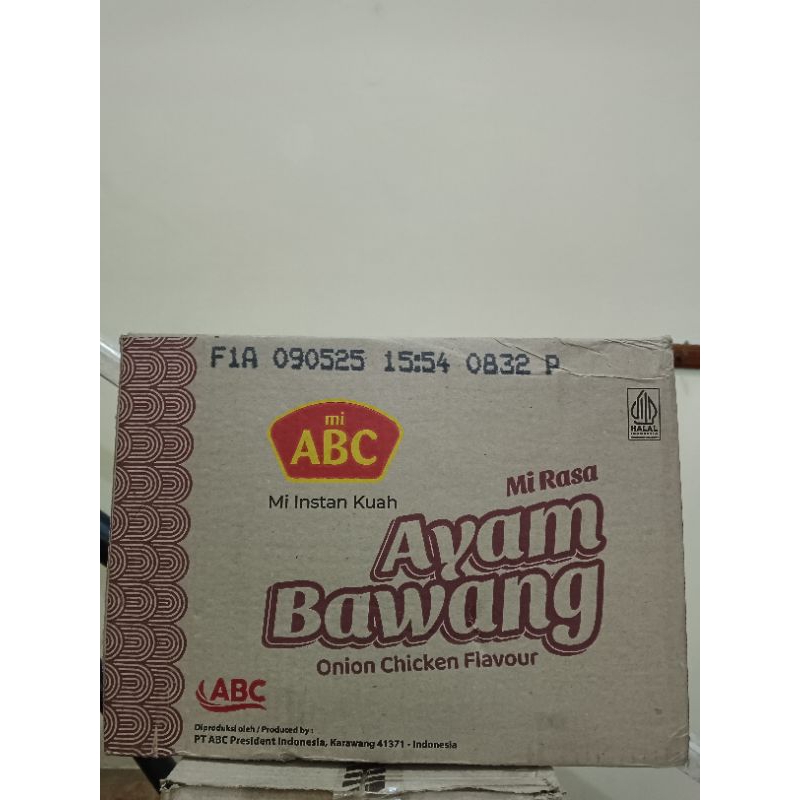 F1A 090525 15:54 0832 P
mi
ABC
Mi Instan Kuah
HALAL
INDONESIA
Mi Rasa
Ayam
Bawang
Onion Chicken Flavour
ABC
Diproduksi oleh / Produced by :
PT ABC President Indonesia, Karawang 41371 - Indonesia